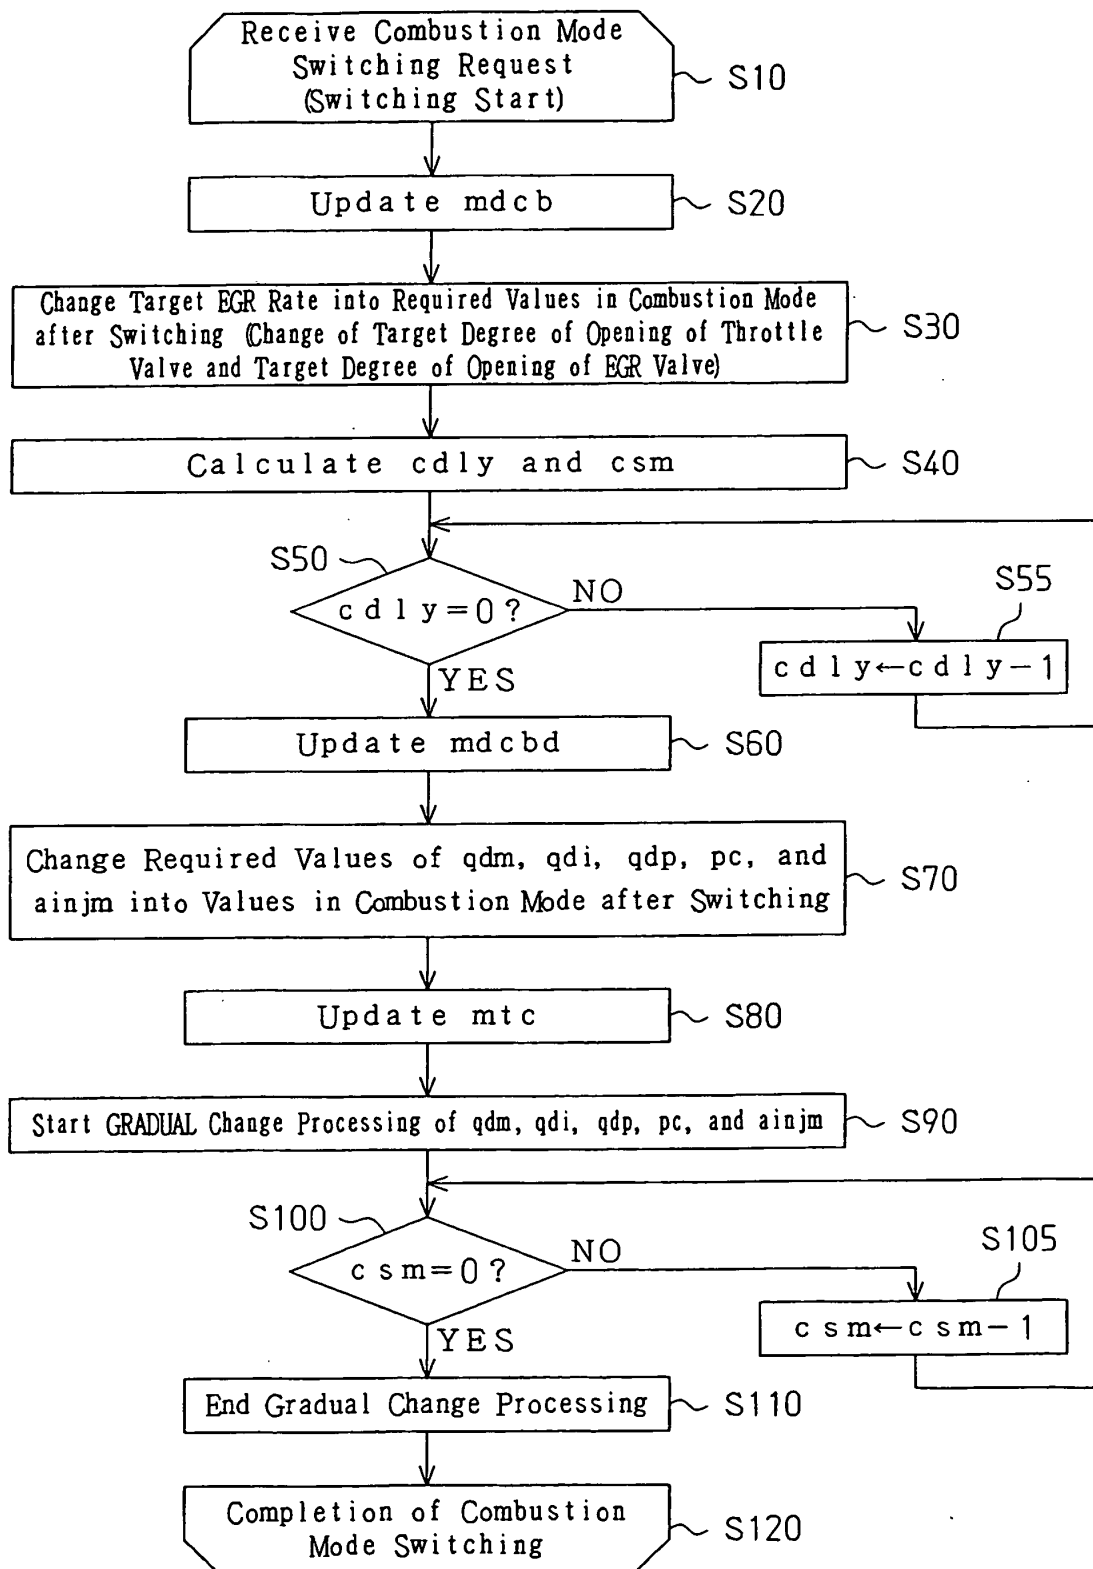 Receive Combustion Mode
Switching Request
(Switching Start)
S10
Update mdcb
S20
Change Target EGR Rate into Required Values in Combustion Mode
after Switching (Change of Target Degree of Opening of Throttle
Valve and Target Degree of Opening of EGR Valve)
S30
Calculate cdly and csm
S40
S50
cdly=0?
NO
YES
S55
cdly←cdly-1
Update mdcbd
S60
Change Required Values of qdm, qdi, qdp, pc, and
ainjm into Values in Combustion Mode after Switching
S70
Update mtc
S80
Start GRADUAL Change Processing of qdm, qdi, qdp, pc, and ainjm
S90
S100
csm=0?
NO
YES
S105
csm←csm-1
End Gradual Change Processing
S110
Completion of Combustion
Mode Switching
S120